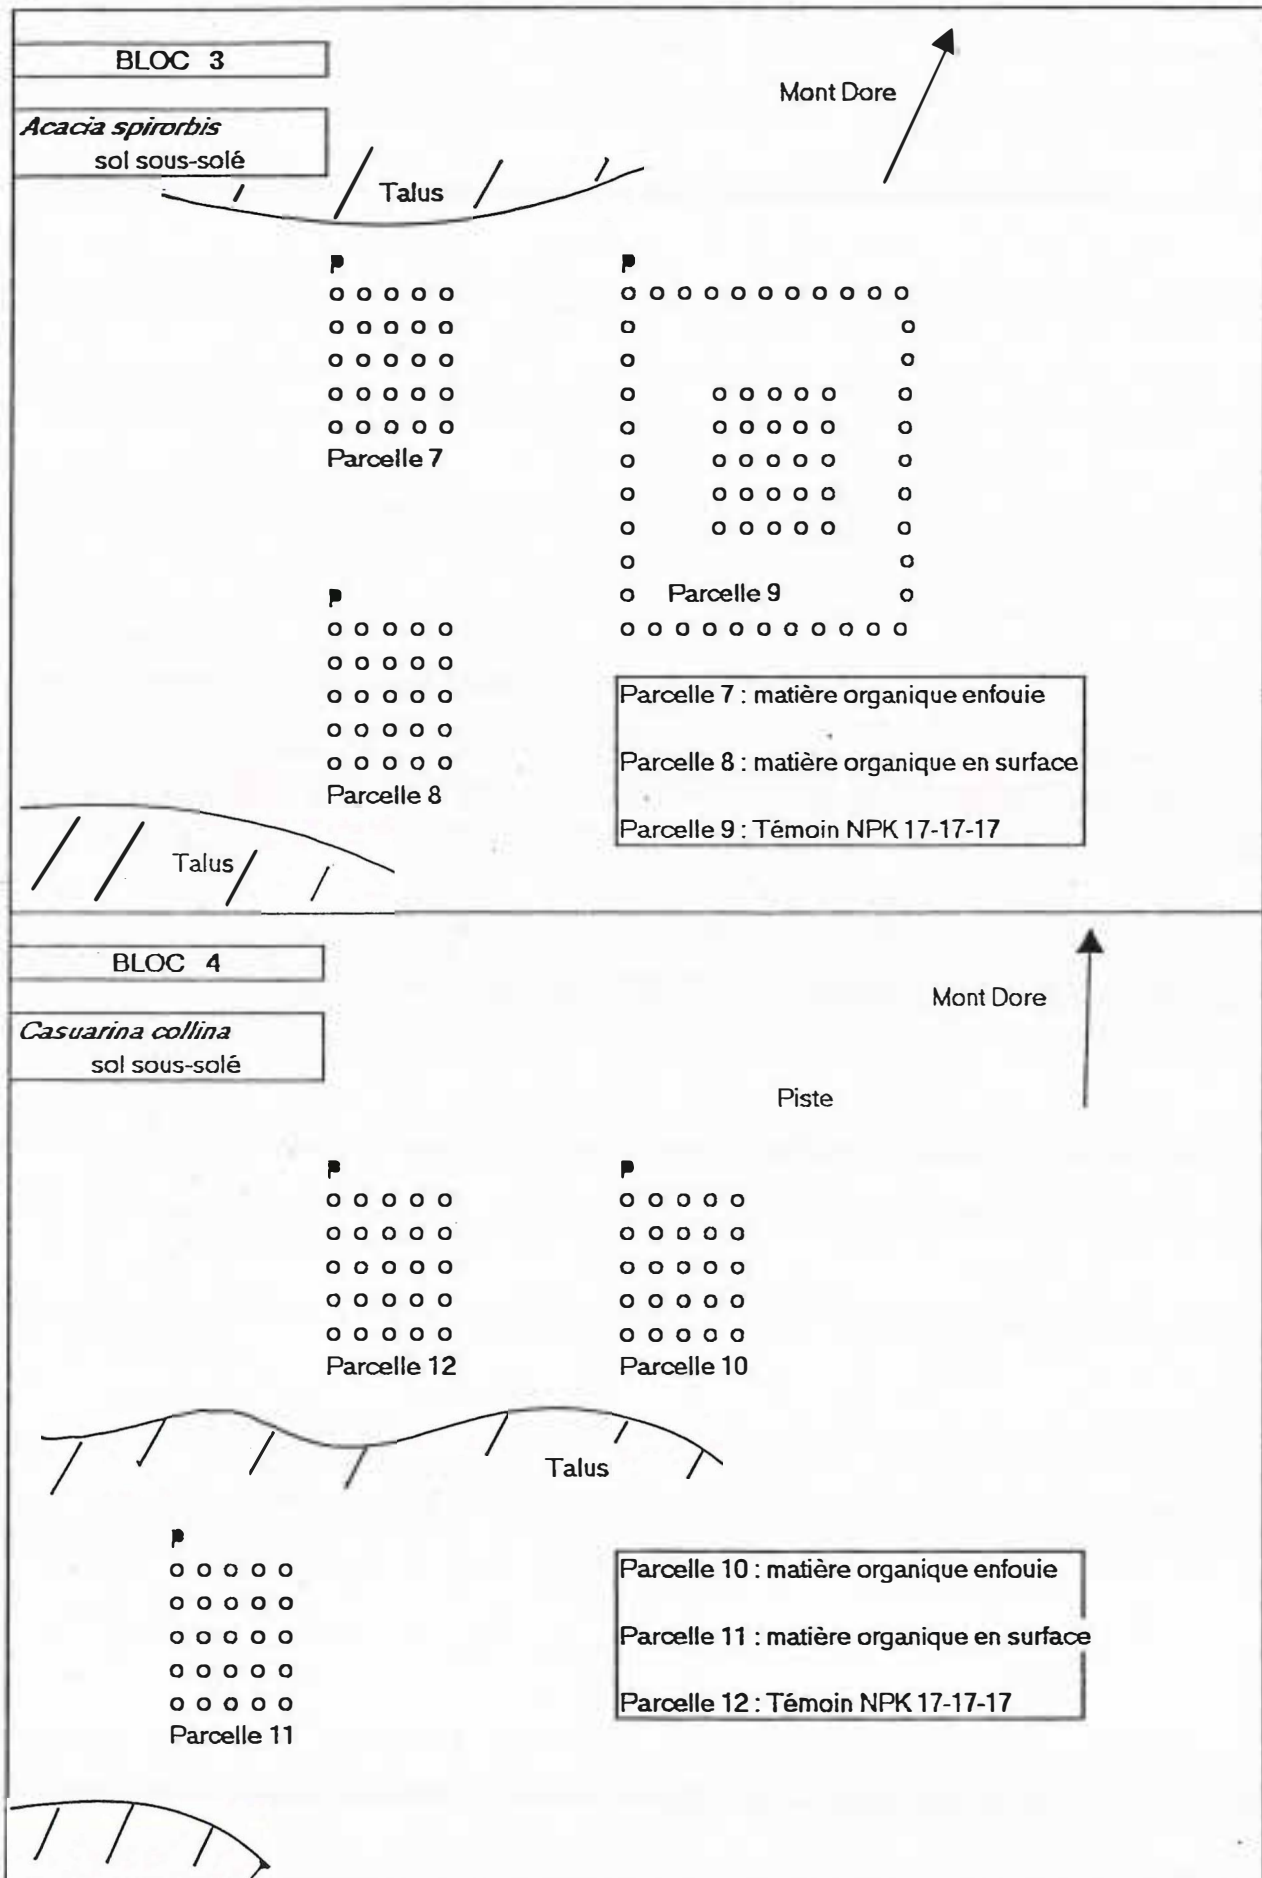 BLOC 3
Acacia spirorbis
sol sous-solé
Mont Dore
Talus
P
P
Parcelle 7
P
Parcelle 9
Parcelle 8
Parcelle 7 : matière organique enfouie
Parcelle 8 : matière organique en surface
Parcelle 9 : Témoin NPK 17-17-17
Talus
BLOC 4
Casuarina collina
sol sous-solé
Mont Dore
Piste
P
P
Parcelle 12
Parcelle 10
Talus
P
Parcelle 11
Parcelle 10 : matière organique enfouie
Parcelle 11 : matière organique en surface
Parcelle 12 : Témoin NPK 17-17-17